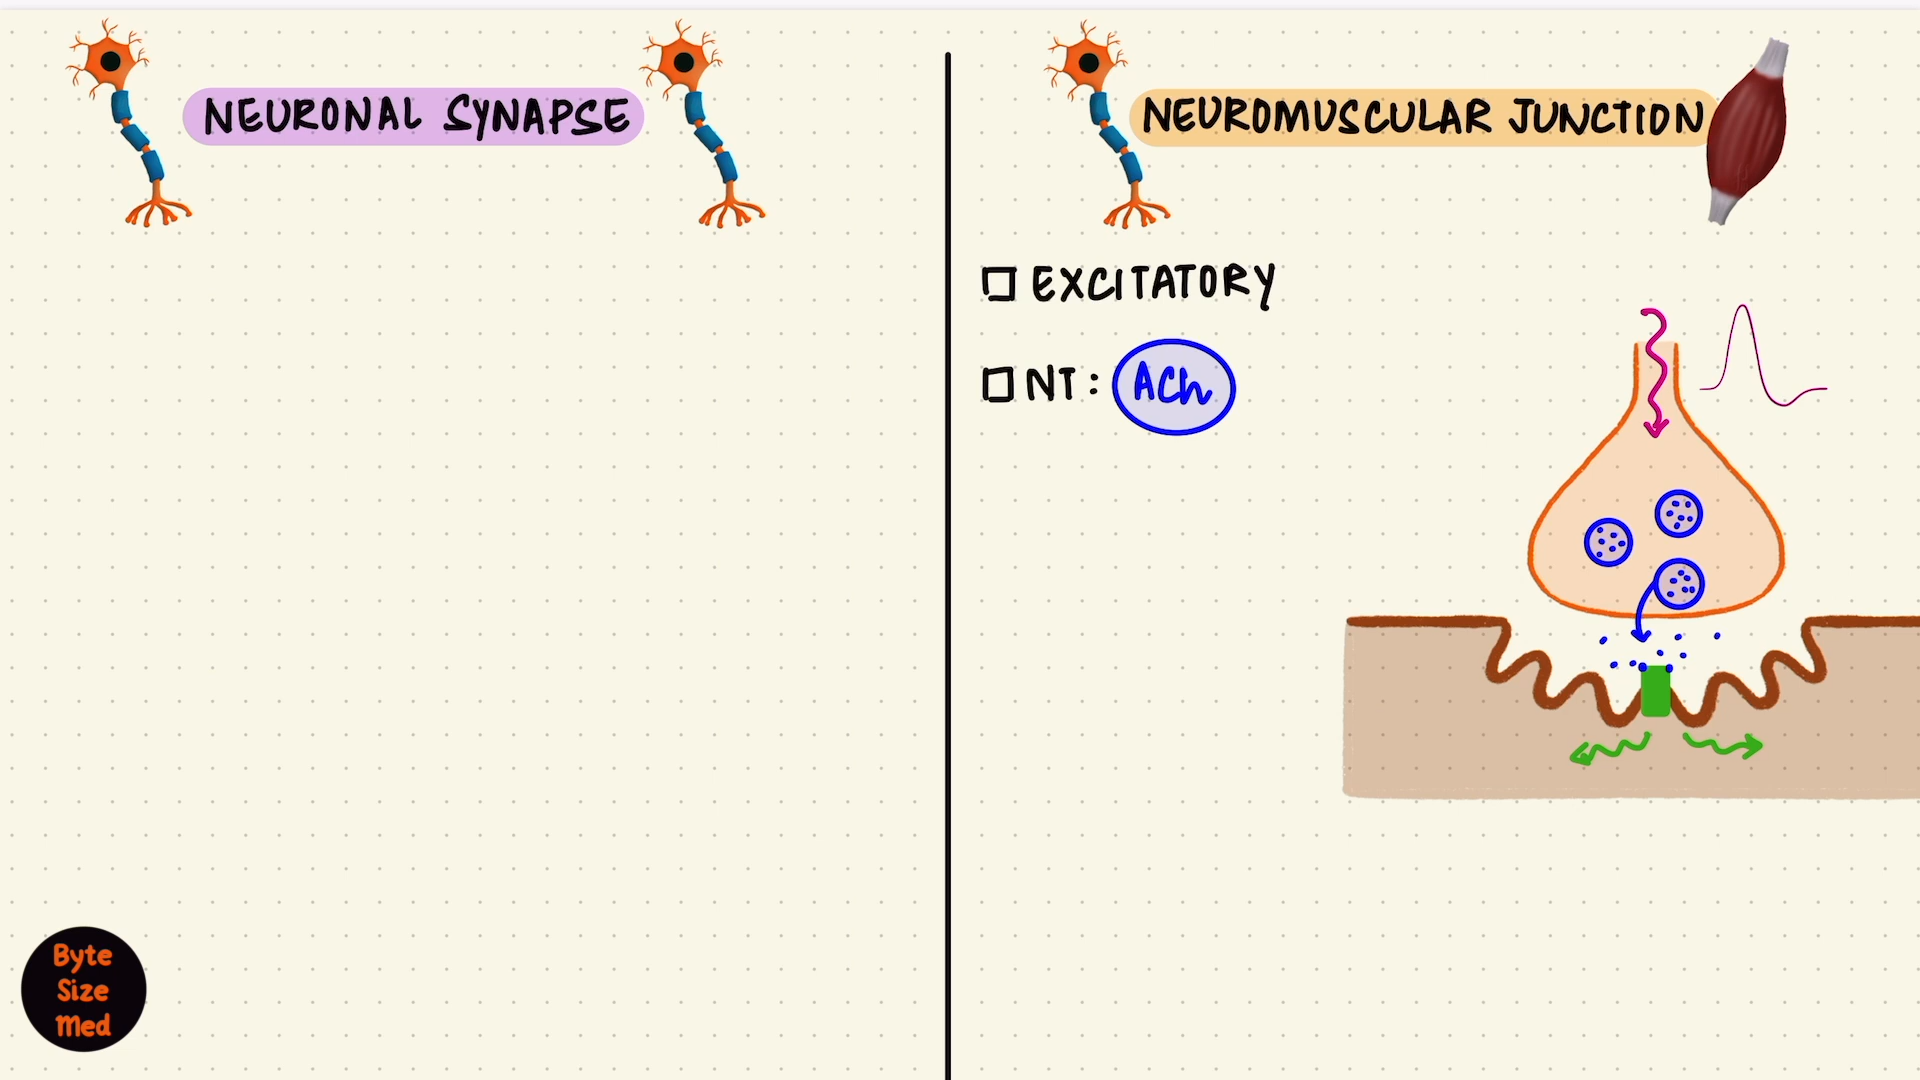 NEURONAL SYNAPSE
NEUROMUSCULAR JUNCTION
EXCITATORY
NT: ACh
Byte
Size
Med